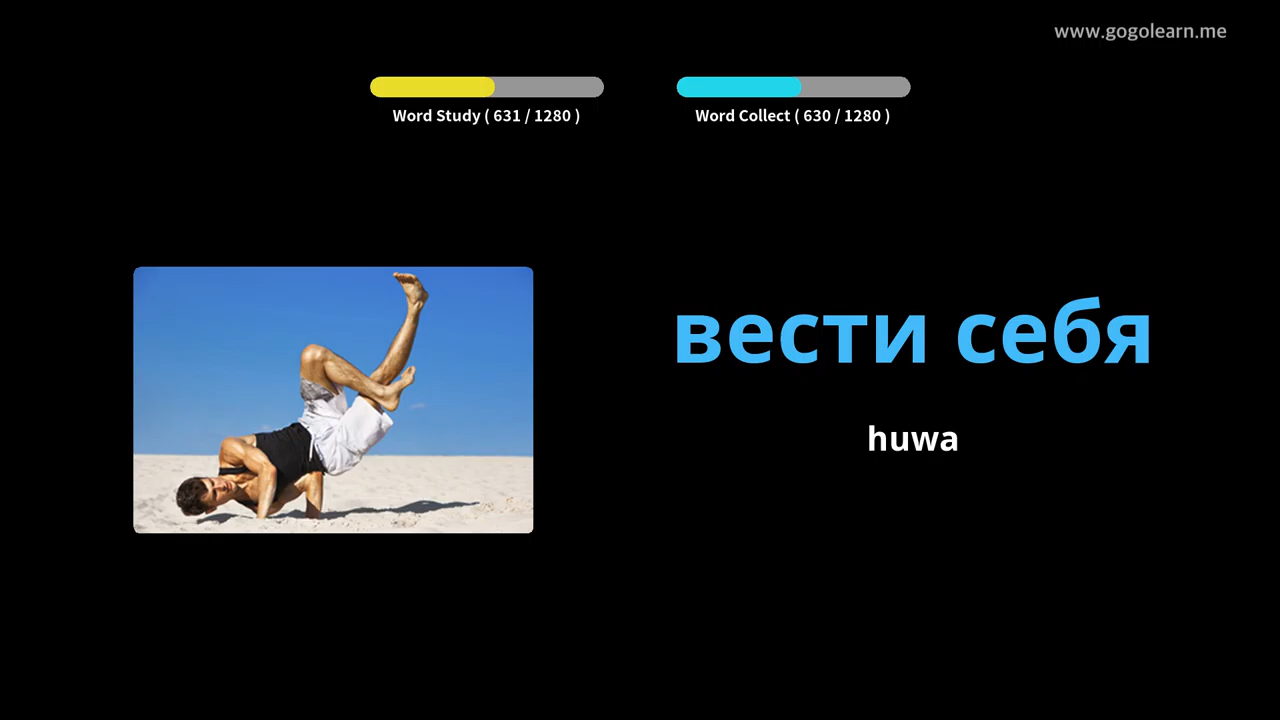 www.gogolearn.me
Word Study ( 631 / 1280 )
Word Collect ( 630 / 1280 )
вести себя
huwa